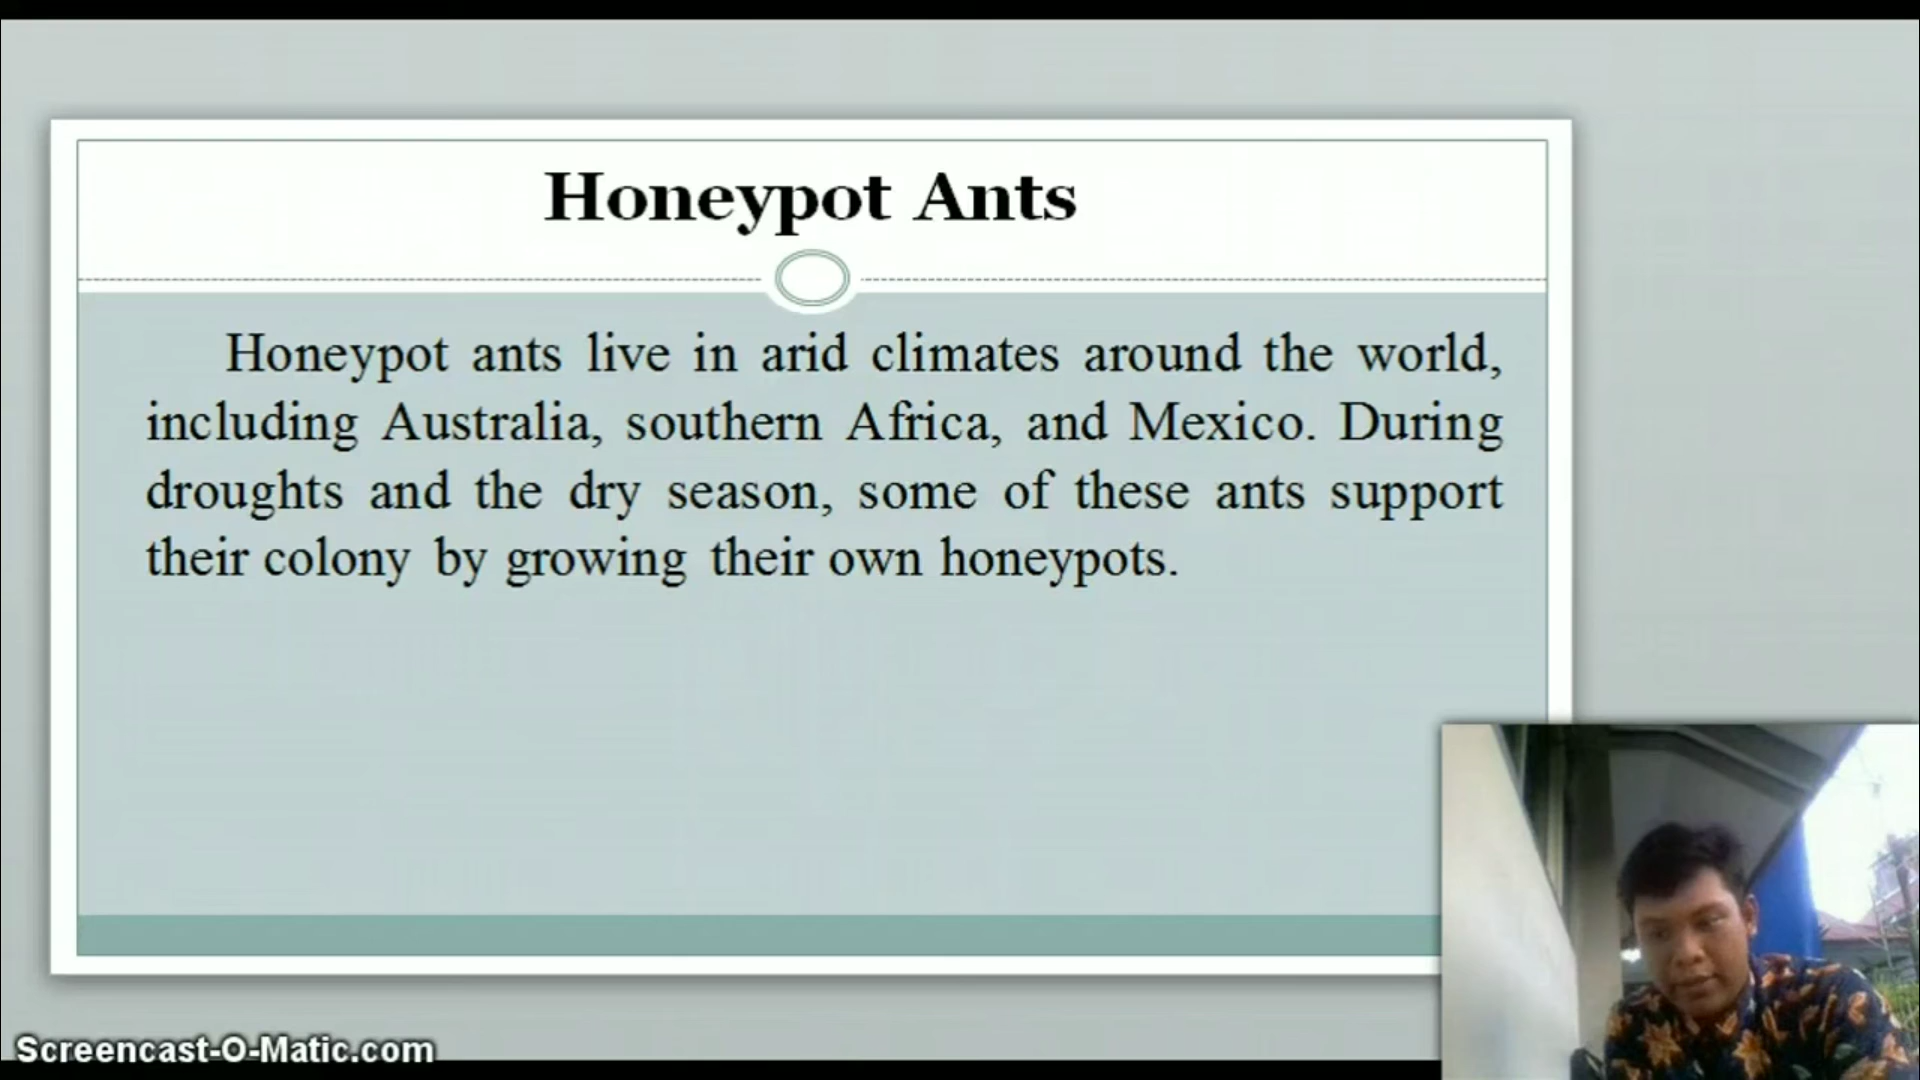 Honeypot Ants
Honeypot ants live in arid climates around the world,
including Australia, southern Africa, and Mexico. During
droughts and the dry season, some of these ants support
their colony by growing their own honeypots.
Screencast-O-Matic.com